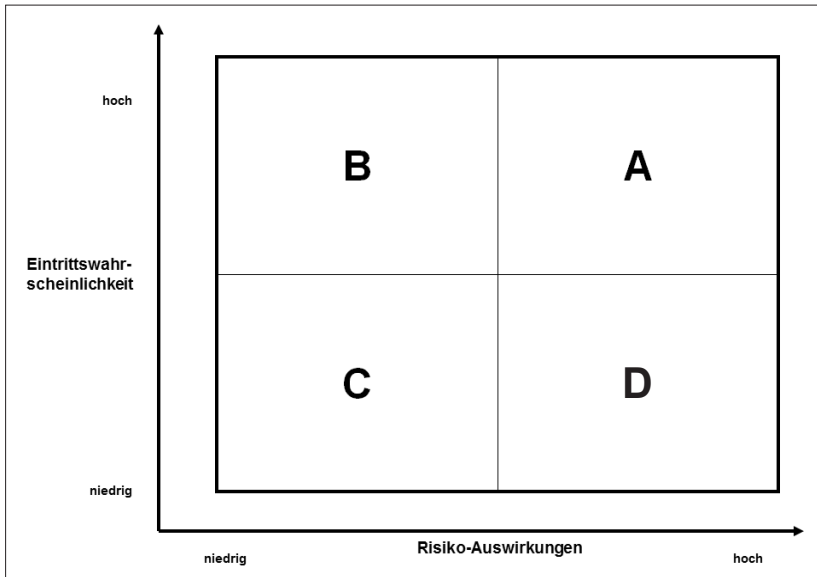 hoch
B
A
Eintrittswahr-
scheinlichkeit
C
D
niedrig
niedrig
Risiko-Auswirkungen
hoch